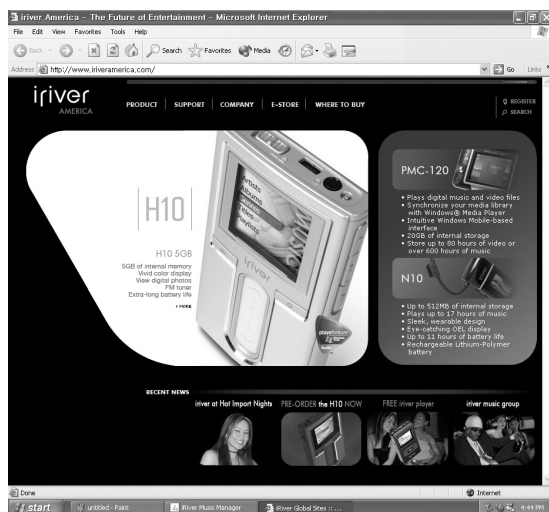 iriver America - The Future of Entertainment - Microsoft Internet Explorer
File Edit View Favorites Tools Help
Back Search Favorites Media
Address http://www.iriveramerica.com/ Go Links
iriver
AMERICA
PRODUCT SUPPORT COMPANY E-STORE WHERE TO BUY
REGISTER
SEARCH
H10
H10 5GB
5GB of internal memory
Vivid color display
View digital photos
FM tuner
Extra-long battery life
MORE
Artists
Albums
Genres
Titles
Playlists
iriver
playsforsure
PMC-120
• Plays digital music and video files
• Synchronize your media library
with Windows® Media Player
• Intuitive Windows Mobile-based
interface
• 20GB of internal storage
• Store up to 80 hours of video or
over 600 hours of music
N10
• Up to 512MB of internal storage
• Plays up to 17 hours of music
• Sleek, wearable design
• Eye-catching OEL display
• Up to 11 hours of battery life
• Rechargeable Lithium-Polymer
battery
RECENT NEWS
iriver at Hot Import Nights PRE-ORDER the H10 NOW FREE iriver player iriver music group
Done Internet
start untitled - Paint iRiver Music Manager iRiver Global Sites :: ... 4:44 PM